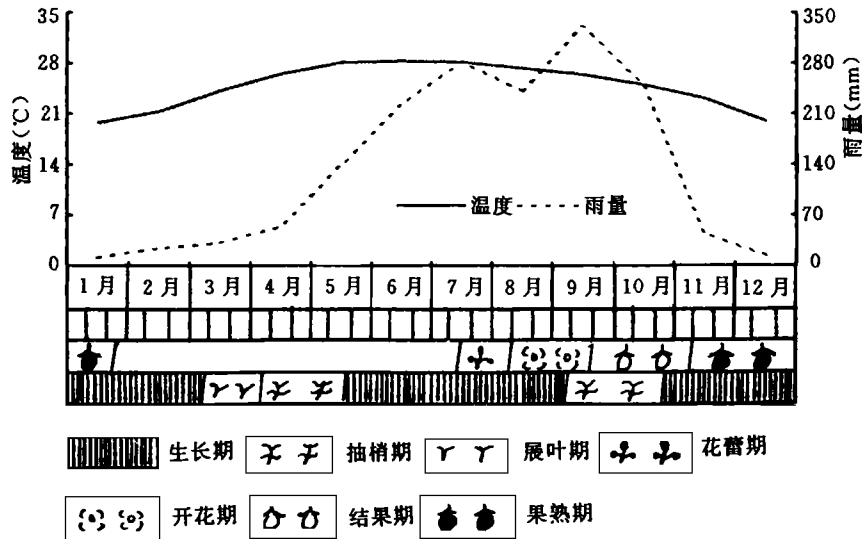 35 350
28 280
21 210
14 140
7 70
0 0
温度(℃)
雨量(mm)
温度 雨量
1月 2月 3月 4月 5月 6月 7月 8月 9月 10月 11月 12月
生长期 抽梢期 展叶期 花蕾期
开花期 结果期 果熟期